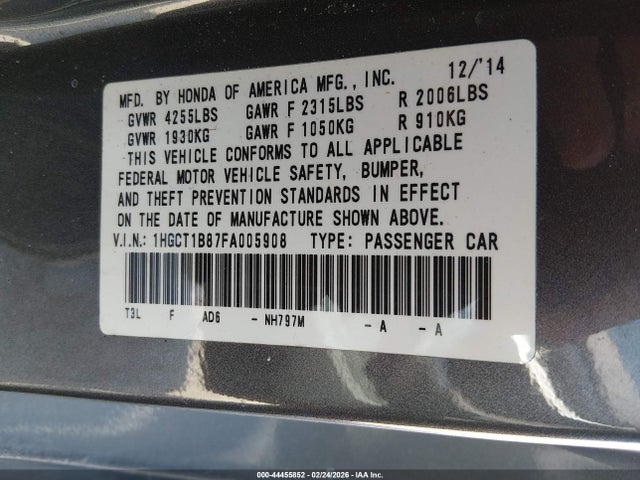 MFD. BY HONDA OF AMERICA MFG., INC. 12/'14
GVWR 4255LBS GAWR F 2315LBS R 2006LBS
GVWR 1930KG GAWR F 1050KG R 910KG
THIS VEHICLE CONFORMS TO ALL APPLICABLE
FEDERAL MOTOR VEHICLE SAFETY, BUMPER,
AND THEFT PREVENTION STANDARDS IN EFFECT
ON THE DATE OF MANUFACTURE SHOWN ABOVE.
V.I.N.: 1HGCT1B87FA005908 TYPE: PASSENGER CAR
T3L F AD6 - NH797M - A - A
000-44455852 - 02/24/2026 - IAA Inc.